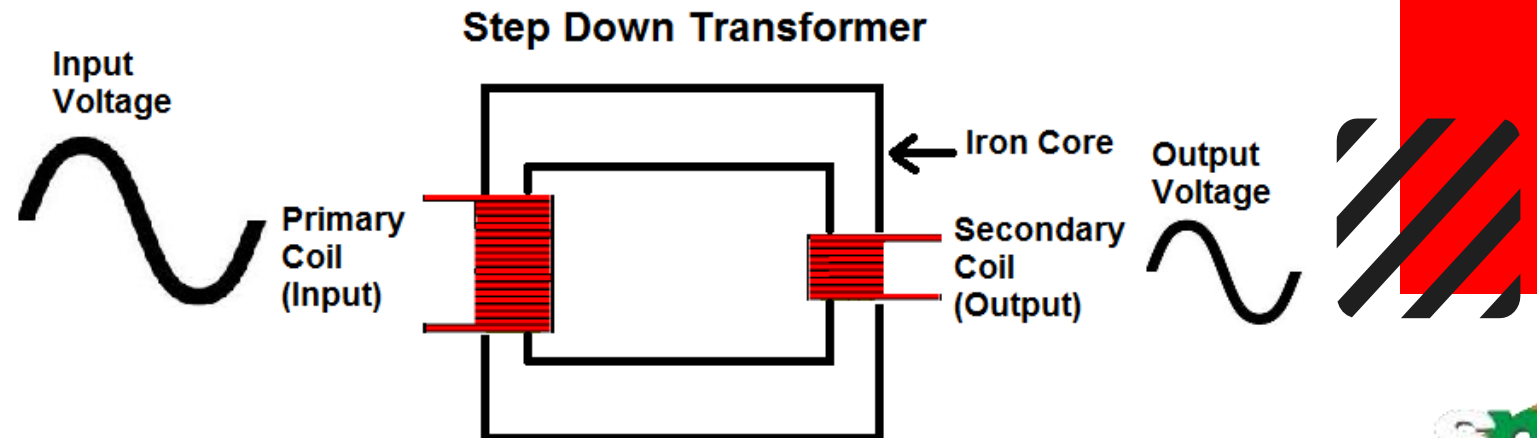 Step Down Transformer
Input
Voltage
Primary
Coil
(Input)
Iron Core
Secondary
Coil
(Output)
Output
Voltage